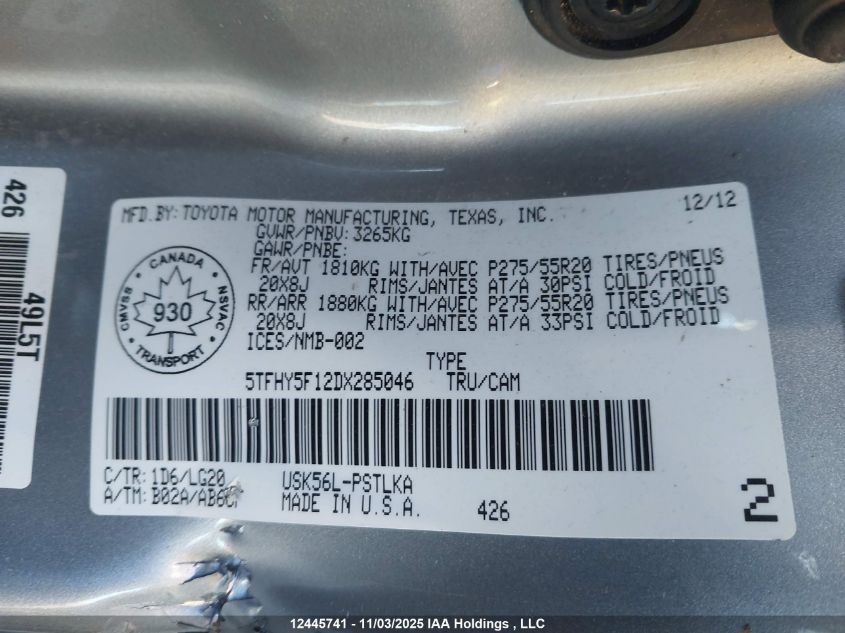 426
49L5T
MFD.BY: TOYOTA MOTOR MANUFACTURING, TEXAS, INC. 12/12
GVWR/PNBV: 3265KG
GAWR/PNBE:
FR/AVT 1810KG WITH/AVEC P275/55R20 TIRES/PNEUS
20X8J RIMS/JANTES AT/A 30PSI COLD/FROID
RR/ARR 1880KG WITH/AVEC P275/55R20 TIRES/PNEUS
20X8J RIMS/JANTES AT/A 33PSI COLD/FROID
ICES/NMB-002
CANADA
CMVSS
930
NSVAC
TRANSPORT
TYPE
5TFHY5F12DX285046 TRU/CAM
C/TR: 1D6/LG20 USK56L-PSTLKA
A/TM: B02A/ MADE IN U.S.A. 426 2
12445741 - 11/03/2025 IAA Holdings , LLC